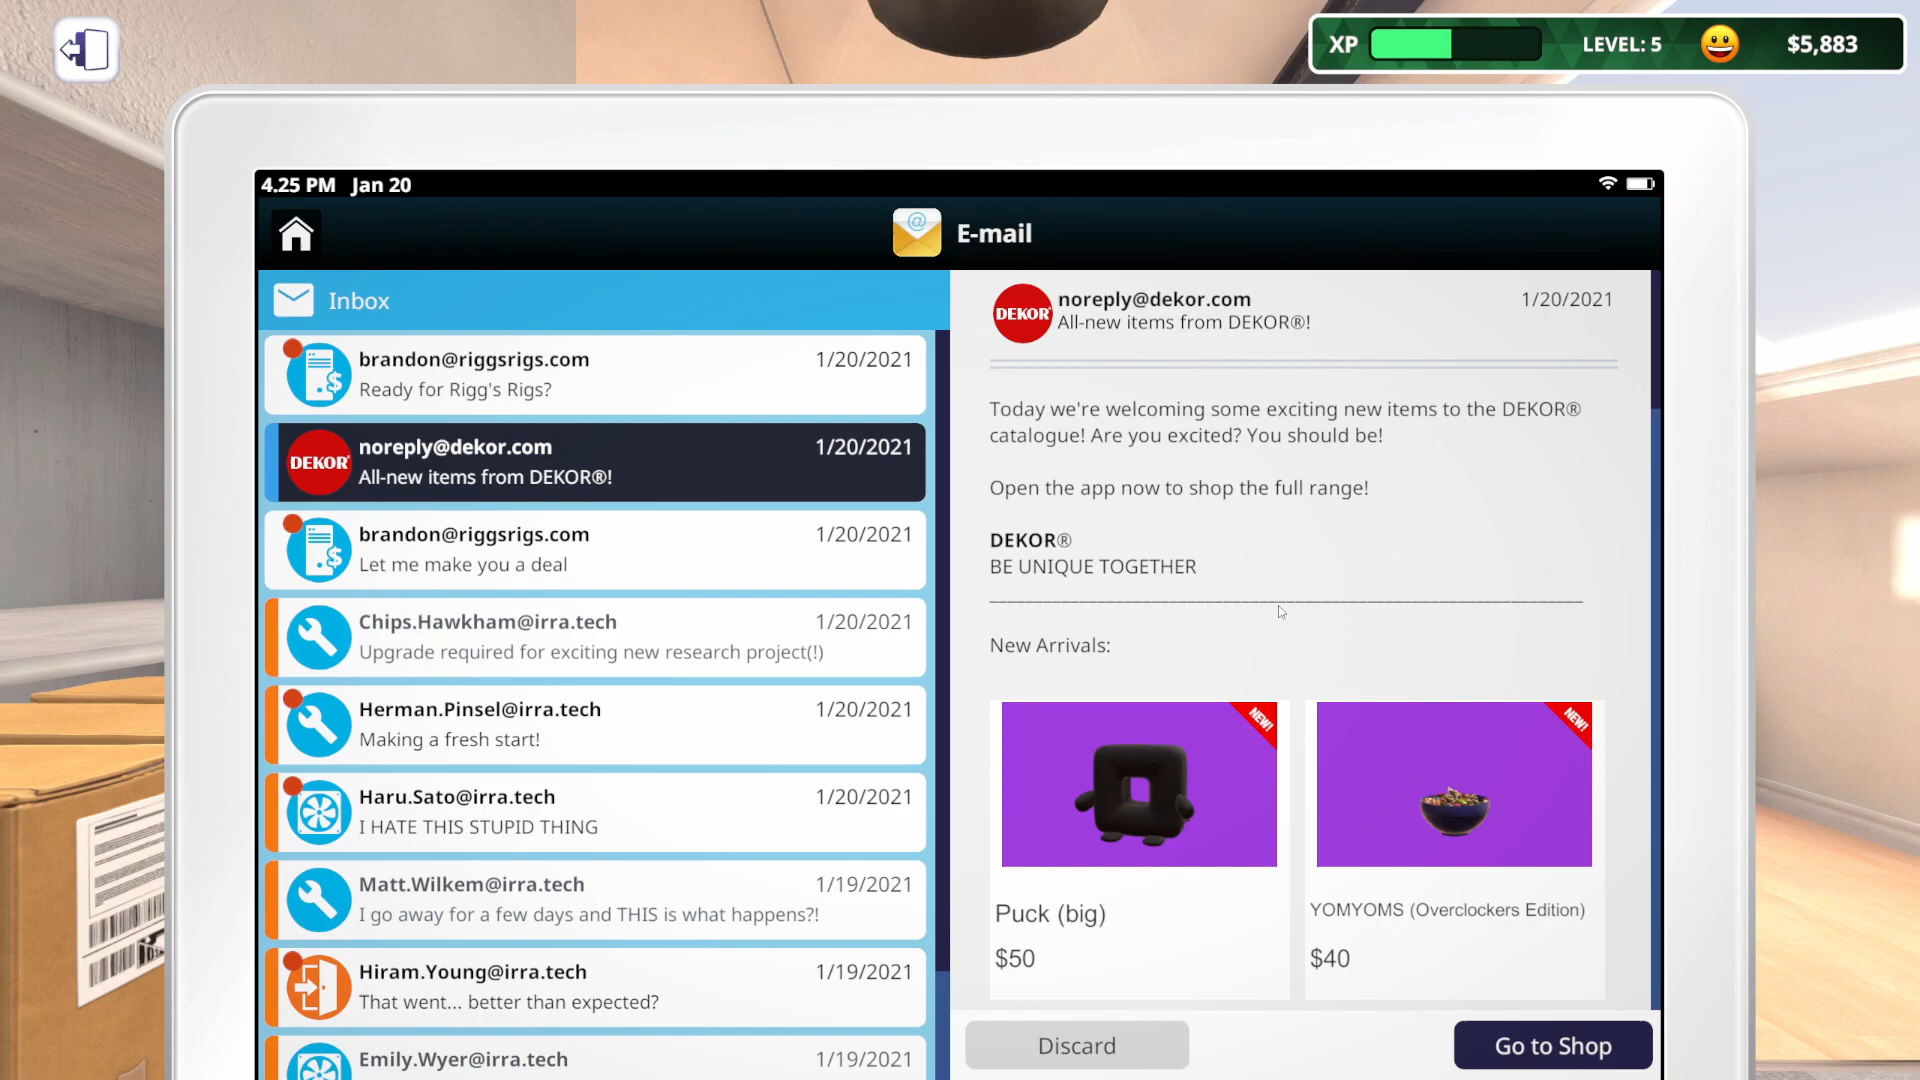 XP
LEVEL: 5
$5,883
4.25 PM Jan 20
E-mail
Inbox
brandon@riggsrigs.com
1/20/2021
Ready for Rigg's Rigs?
DEKOR
noreply@dekor.com
1/20/2021
All-new items from DEKOR®!
brandon@riggsrigs.com
1/20/2021
Let me make you a deal
Chips.Hawkham@irra.tech
1/20/2021
Upgrade required for exciting new research project(!)
Herman.Pinsel@irra.tech
1/20/2021
Making a fresh start!
Haru.Sato@irra.tech
1/20/2021
I HATE THIS STUPID THING
Matt.Wilkem@irra.tech
1/19/2021
I go away for a few days and THIS is what happens?!
Hiram.Young@irra.tech
1/19/2021
That went... better than expected?
Emily.Wyer@irra.tech
1/19/2021
DEKOR
noreply@dekor.com
1/20/2021
All-new items from DEKOR®!
Today we're welcoming some exciting new items to the DEKOR®
catalogue! Are you excited? You should be!
Open the app now to shop the full range!
DEKOR®
BE UNIQUE TOGETHER
New Arrivals:
NEW!
NEW!
Puck (big)
$50
YOMYOMS (Overclockers Edition)
$40
Discard
Go to Shop